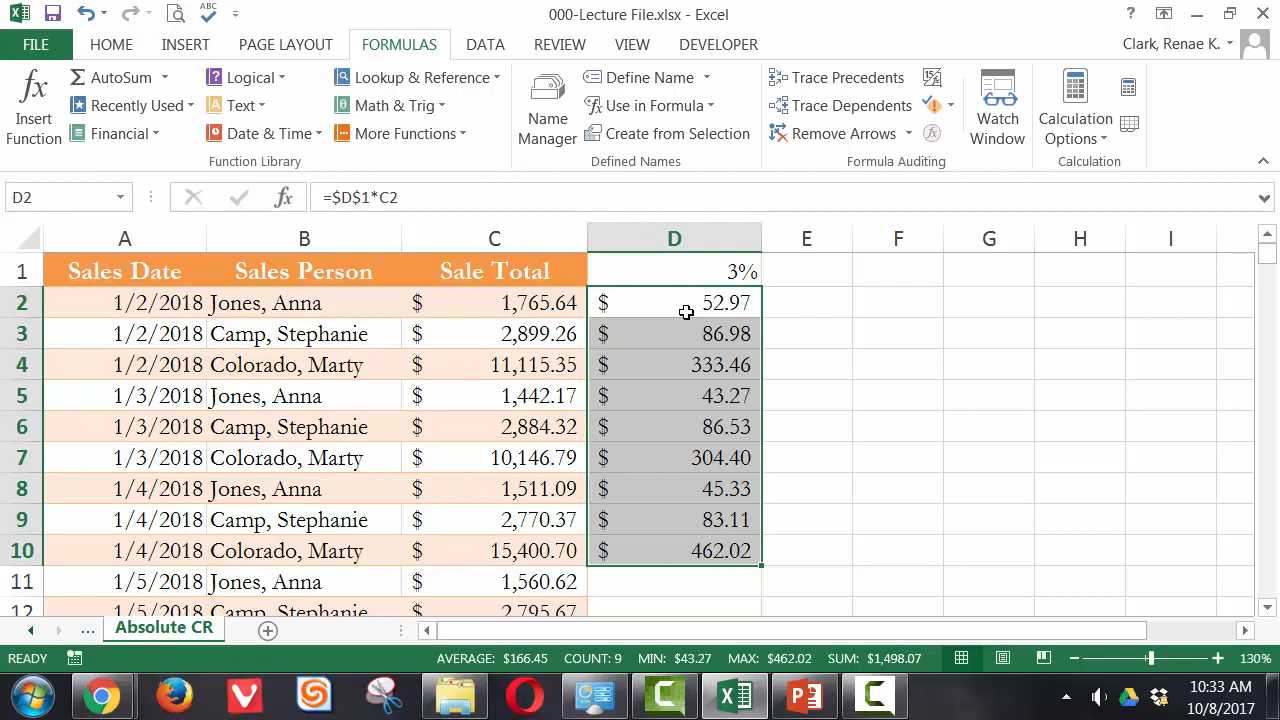 000-Lecture File.xlsx - Excel
FILE HOME INSERT PAGE LAYOUT FORMULAS DATA REVIEW VIEW DEVELOPER Clark, Renae K.
AutoSum Logical Lookup & Reference Define Name Trace Precedents
Recently Used Text Math & Trig Use in Formula Trace Dependents
Financial Date & Time More Functions Create from Selection Remove Arrows
Insert Function
Name Manager
Watch Window
Calculation Options
Function Library Defined Names Formula Auditing Calculation
D2 fx =$D$1*C2
A B C D E F G H I
1 Sales Date Sales Person Sale Total 3%
2 1/2/2018 Jones, Anna $ 1,765.64 $ 52.97
3 1/2/2018 Camp, Stephanie $ 2,899.26 $ 86.98
4 1/2/2018 Colorado, Marty $ 11,115.35 $ 333.46
5 1/3/2018 Jones, Anna $ 1,442.17 $ 43.27
6 1/3/2018 Camp, Stephanie $ 2,884.32 $ 86.53
7 1/3/2018 Colorado, Marty $ 10,146.79 $ 304.40
8 1/4/2018 Jones, Anna $ 1,511.09 $ 45.33
9 1/4/2018 Camp, Stephanie $ 2,770.37 $ 83.11
10 1/4/2018 Colorado, Marty $ 15,400.70 $ 462.02
11 1/5/2018 Jones, Anna $ 1,560.62
12 1/5/2018 Camp, Stephanie $ 2,795.67
... Absolute CR
READY AVERAGE: $166.45 COUNT: 9 MIN: $43.27 MAX: $462.02 SUM: $1,498.07 130%
10:33 AM
10/8/2017